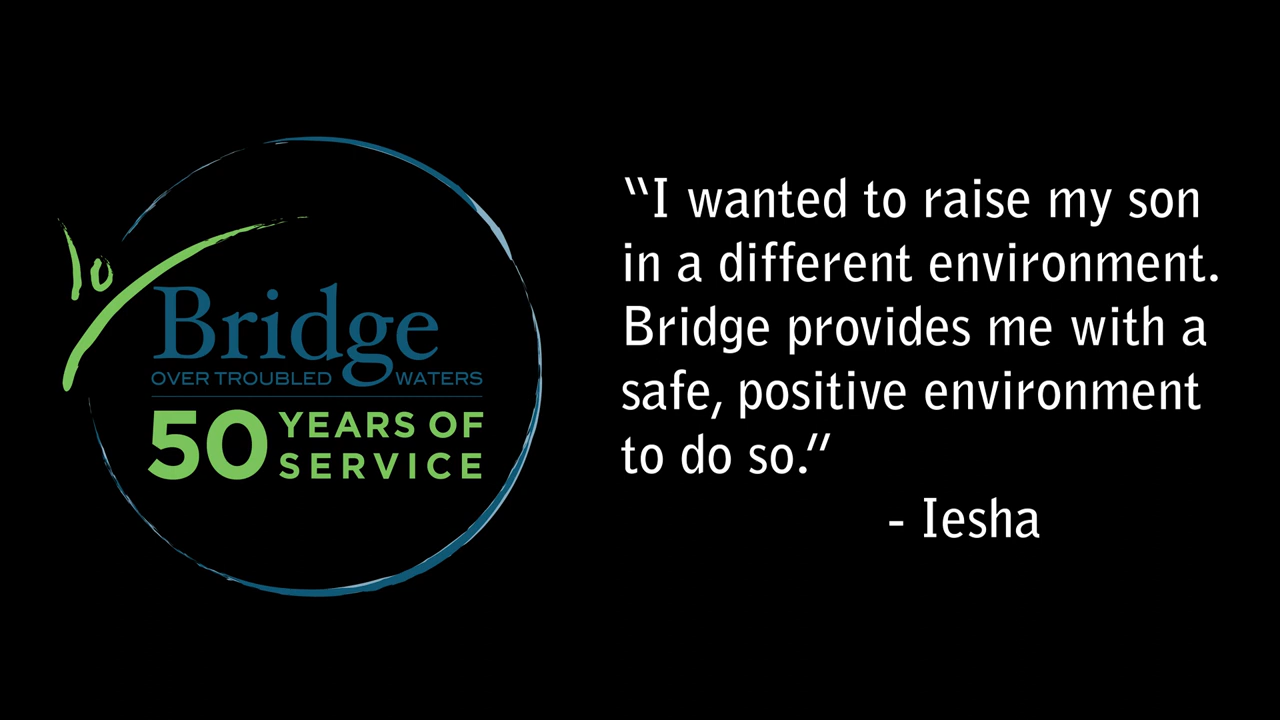 Bridge
OVER TROUBLED WATERS
50 YEARS OF
SERVICE
“I wanted to raise my son
in a different environment.
Bridge provides me with a
safe, positive environment
to do so.”
- Iesha